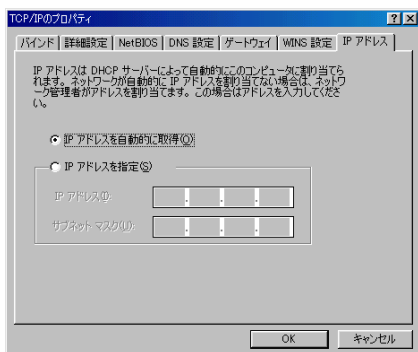 TCP/IPのプロパティ
バインド 詳細設定 NetBIOS DNS 設定 ゲートウェイ WINS 設定 IP アドレス
IP アドレスは DHCP サーバーによって自動的にこのコンピュータに割り当てら
れます。ネットワークが自動的に IP アドレスを割り当てない場合は、ネットワ
ーク管理者がアドレスを割り当てます。この場合はアドレスを入力してくださ
い。
IP アドレスを自動的に取得(O)
IP アドレスを指定(S)
IP アドレス(I):
サブネット マスク(U):
OK キャンセル